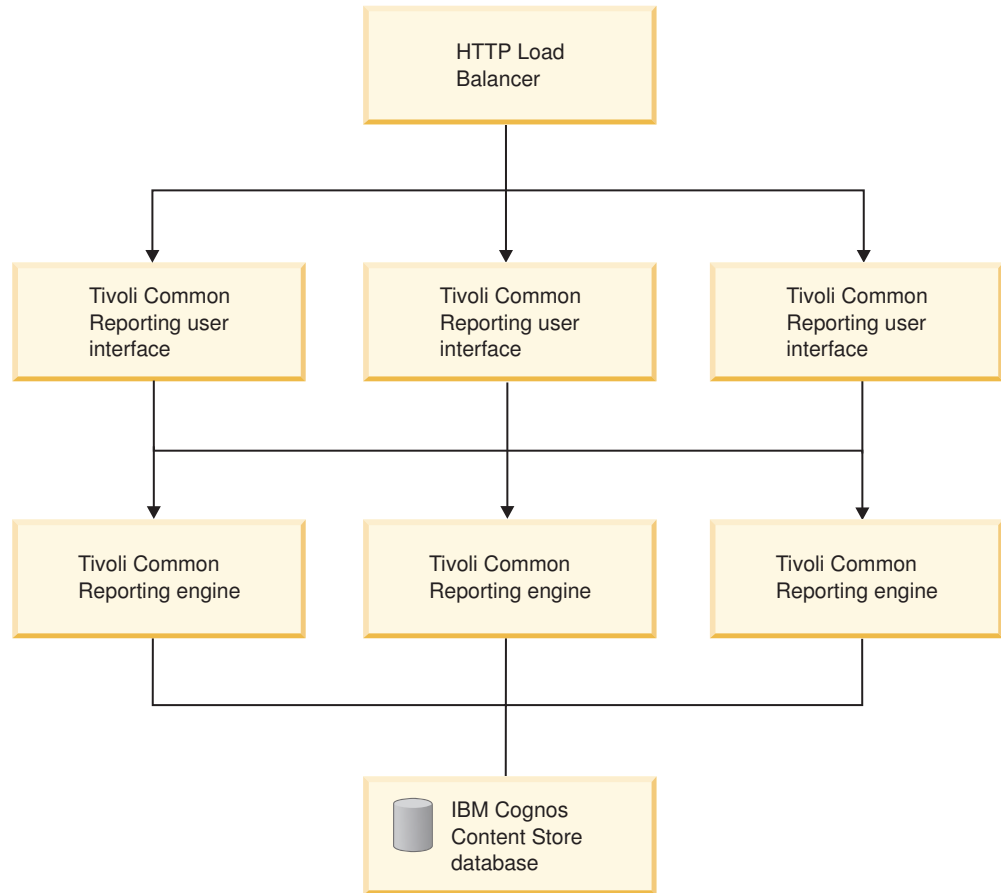 HTTP Load
Balancer
Tivoli Common
Reporting user
interface
Tivoli Common
Reporting user
interface
Tivoli Common
Reporting user
interface
Tivoli Common
Reporting engine
Tivoli Common
Reporting engine
Tivoli Common
Reporting engine
IBM Cognos
Content Store
database